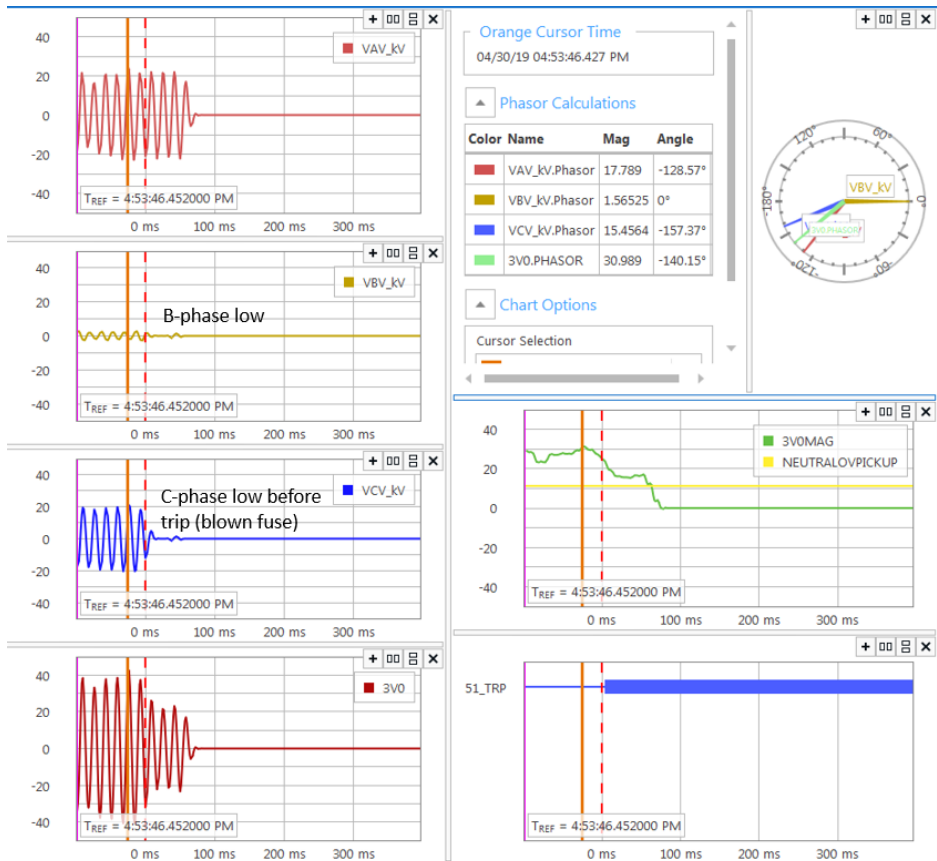 40
20
0
-20
-40
VAV_kV
T_REF = 4:53:46.452000 PM
0 ms 100 ms 200 ms 300 ms
40
20
0
-20
-40
VBV_kV
B-phase low
T_REF = 4:53:46.452000 PM
0 ms 100 ms 200 ms 300 ms
40
20
0
-20
-40
VCV_kV
C-phase low before
trip (blown fuse)
T_REF = 4:53:46.452000 PM
0 ms 100 ms 200 ms 300 ms
40
20
0
-20
-40
3V0
T_REF = 4:53:46.452000 PM
0 ms 100 ms 200 ms 300 ms
Orange Cursor Time
04/30/19 04:53:46.427 PM
Phasor Calculations
Color Name Mag Angle
VAV_kV.Phasor 17.789 -128.57°
VBV_kV.Phasor 1.56525 0°
VCV_kV.Phasor 15.4564 -157.37°
3V0.PHASOR 30.989 -140.15°
Chart Options
Cursor Selection
120°
60°
VBV_kV
-180°
0°
3V0.PHASOR
-120°
-60°
40
20
0
-20
-40
3V0MAG
NEUTRALOVPICKUP
T_REF = 4:53:46.452000 PM
0 ms 100 ms 200 ms 300 ms
51_TRP
T_REF = 4:53:46.452000 PM
0 ms 100 ms 200 ms 300 ms